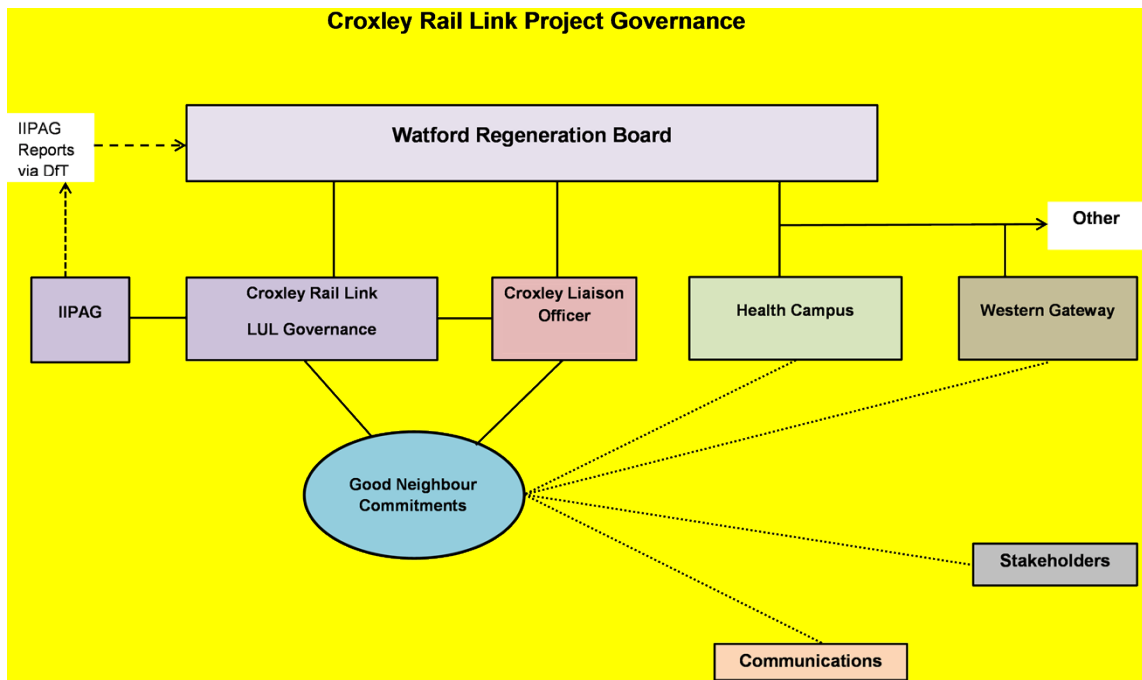 Croxley Rail Link Project Governance
IIPAG
Reports
via DfT
Watford Regeneration Board
Other
IIPAG
Croxley Rail Link
LUL Governance
Croxley Liaison
Officer
Health Campus
Western Gateway
Good Neighbour
Commitments
Stakeholders
Communications